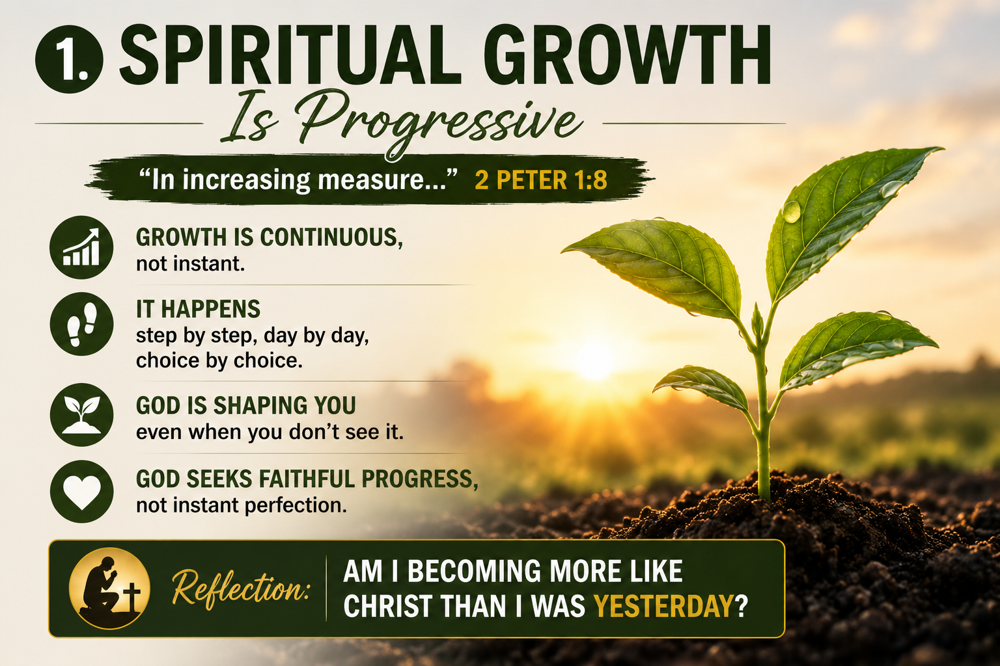 1. SPIRITUAL GROWTH
Is Progressive
“In increasing measure...” 2 PETER 1:8
GROWTH IS CONTINUOUS,
not instant.
IT HAPPENS
step by step, day by day,
choice by choice.
GOD IS SHAPING YOU
even when you don’t see it.
GOD SEEKS FAITHFUL PROGRESS,
not instant perfection.
Reflection:
AM I BECOMING MORE LIKE
CHRIST THAN I WAS YESTERDAY?